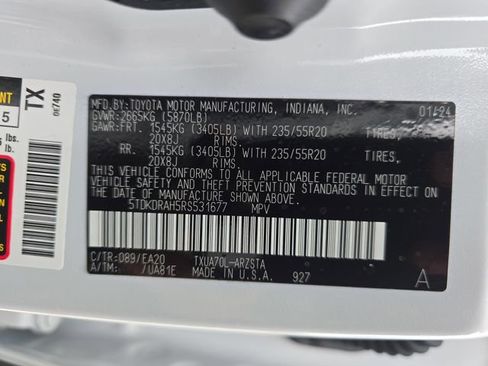 MFD.BY:TOYOTA MOTOR MANUFACTURING, INDIANA, INC. 01/24
GVWR:2665KG (5870LB)
GAWR:FRT. 1545KG (3405LB) WITH 235/55R20 TIRES,
20X8J RIMS.
RR. 1545KG (3405LB) WITH 235/55R20 TIRES,
20X8J RIMS.
THIS VEHICLE CONFORMS TO ALL APPLICABLE FEDERAL MOTOR
VEHICLE SAFETY AND THEFT PREVENTION STANDARDS IN EFFECT ON
THE DATE OF MANUFACTURE SHOWN ABOVE.
5TDKDRAH5RS531677 MPV
C/TR:089/EA20 TXUA70L-ARZSTA
A/TM: /UA81E MADE IN U.S.A. 927
A
TX
0E740
5
lbs.